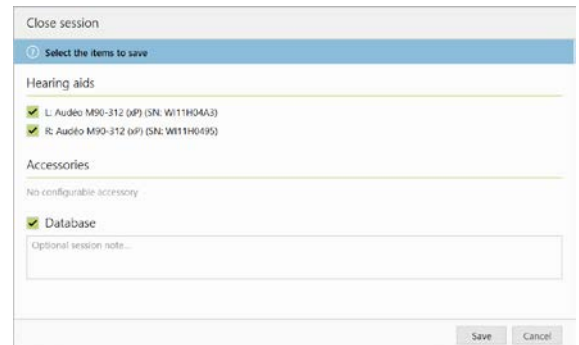 Close session
Select the items to save
Hearing aids
L: Audéo M90-312 (xP) (SN: WI11H04A3)
R: Audéo M90-312 (xP) (SN: WI11H0495)
Accessories
No configurable accessory
Database
Optional session note...
Save Cancel